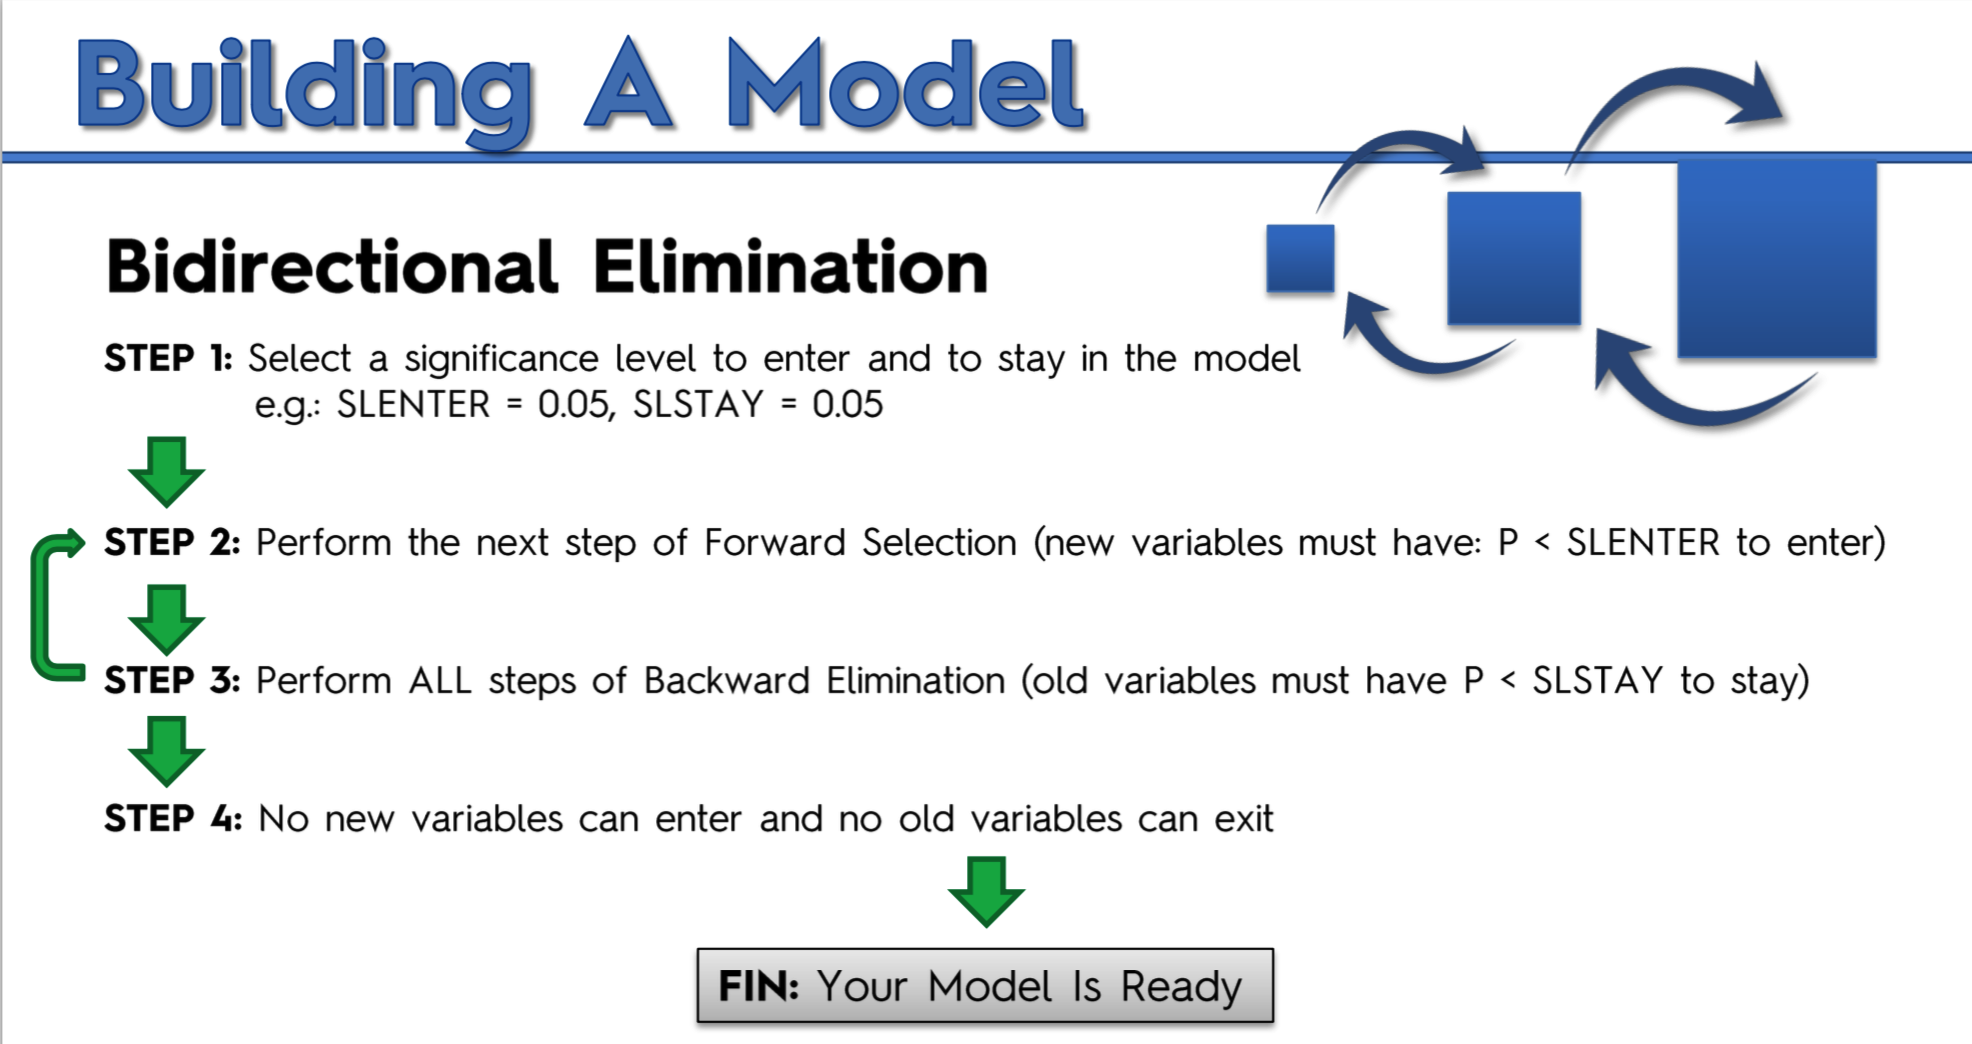 Building A Model
Bidirectional Elimination
STEP 1: Select a significance level to enter and to stay in the model
e.g.: SLENTER = 0.05, SLSTAY = 0.05
STEP 2: Perform the next step of Forward Selection (new variables must have: P < SLENTER to enter)
STEP 3: Perform ALL steps of Backward Elimination (old variables must have P < SLSTAY to stay)
STEP 4: No new variables can enter and no old variables can exit
FIN: Your Model Is Ready